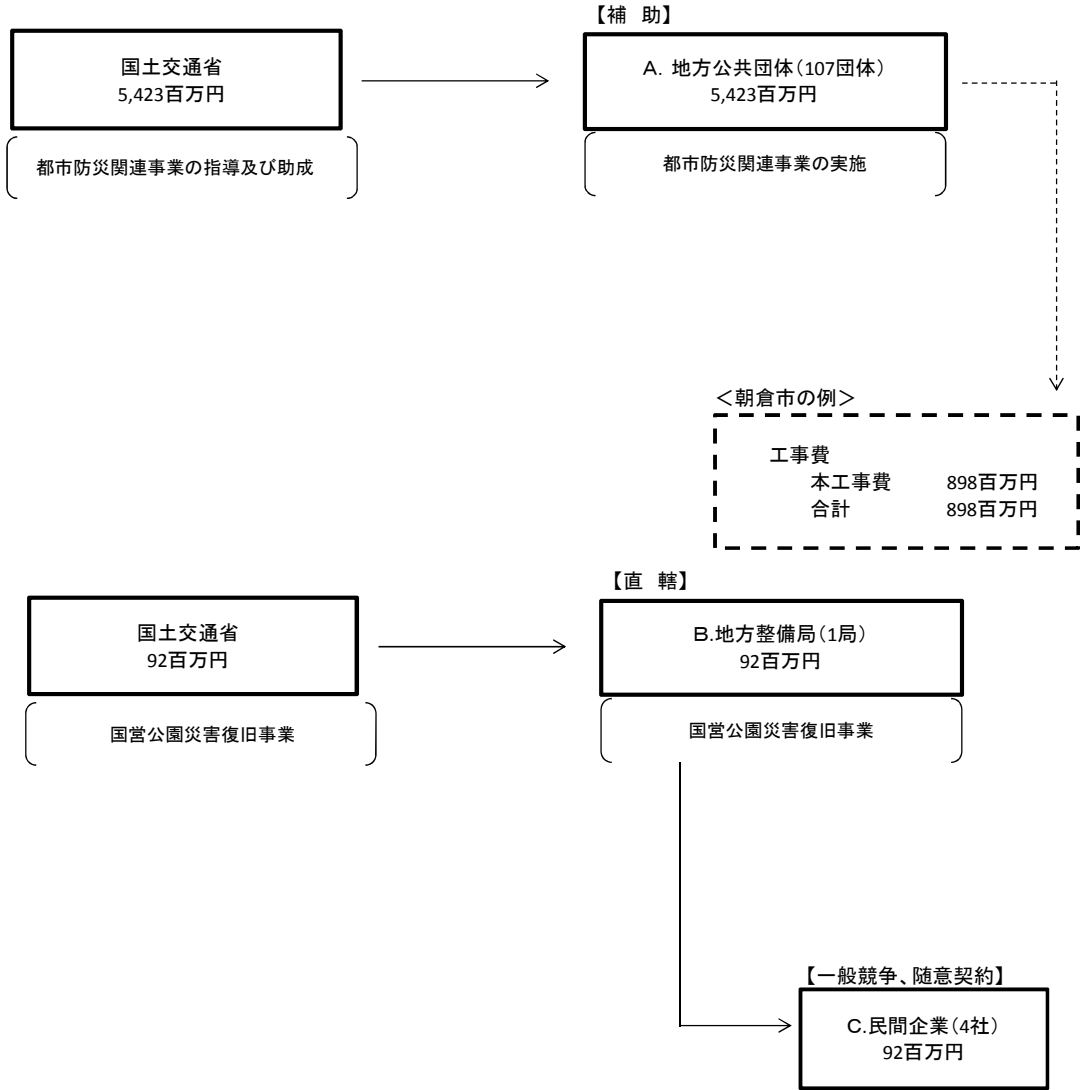 【補 助】
国土交通省
5,423百万円
A. 地方公共団体(107団体)
5,423百万円
都市防災関連事業の指導及び助成
都市防災関連事業の実施
＜朝倉市の例＞
工事費
本工事費 898百万円
合計 898百万円
【直 轄】
国土交通省
92百万円
B.地方整備局(1局)
92百万円
国営公園災害復旧事業
国営公園災害復旧事業
【一般競争、随意契約】
C.民間企業(4社)
92百万円